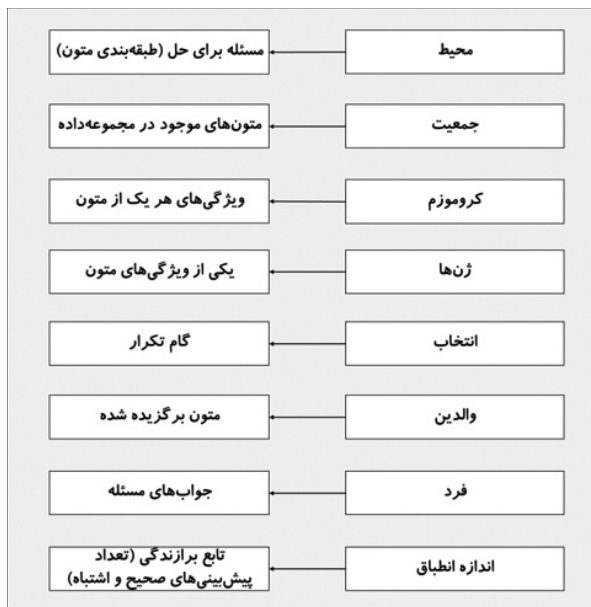 محیط
مسئله برای حل (طبقه‌بندی متون)
جمعیت
متون‌های موجود در مجموعه‌داده
کروموزم
ویژگی‌های هر یک از متون
ژن‌ها
یکی از ویژگی‌های متون
انتخاب
گام تکرار
والدین
متون برگزیده شده
فرد
جواب‌های مسئله
اندازه انطباق
تابع برازندگی (تعداد
پیش‌بینی‌های صحیح و اشتباه)